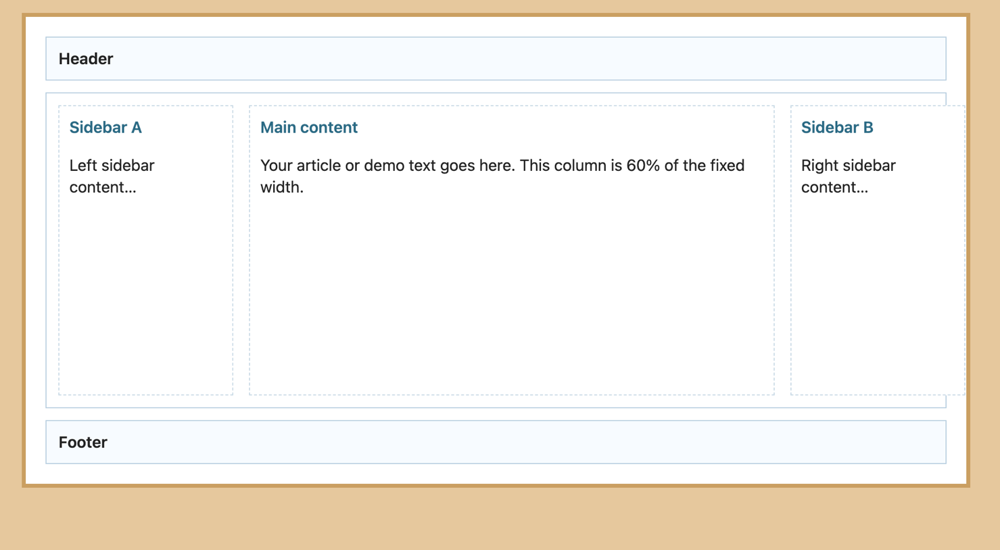 Header
Sidebar A
Left sidebar
content...
Main content
Your article or demo text goes here. This column is 60% of the fixed
width.
Sidebar B
Right sidebar
content...
Footer